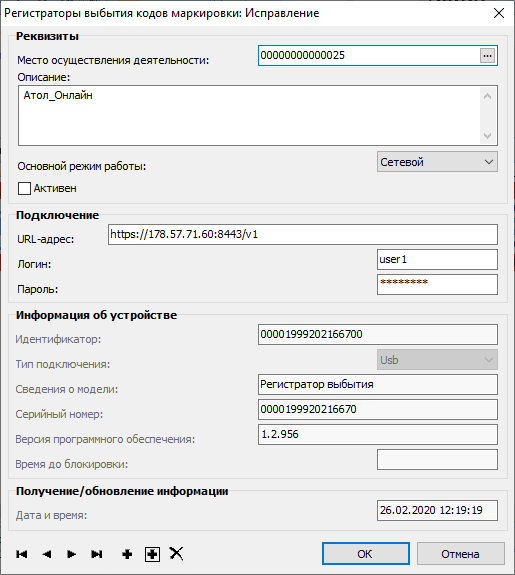 Регистраторы выбытия кодов маркировки: Исправление
Реквизиты
Место осуществления деятельности: 00000000000025 ...
Описание:
Атол_Онлайн
Основной режим работы: Сетевой
Активен
Подключение
URL-адрес: https://178.57.71.60:8443/v1
Логин: user1
Пароль: ********
Информация об устройстве
Идентификатор: 00001999202166700
Тип подключения: Usb
Сведения о модели: Регистратор выбытия
Серийный номер: 0000199920216670
Версия программного обеспечения: 1.2.956
Время до блокировки:
Получение/обновление информации
Дата и время: 26.02.2020 12:19:19
ОК Отмена